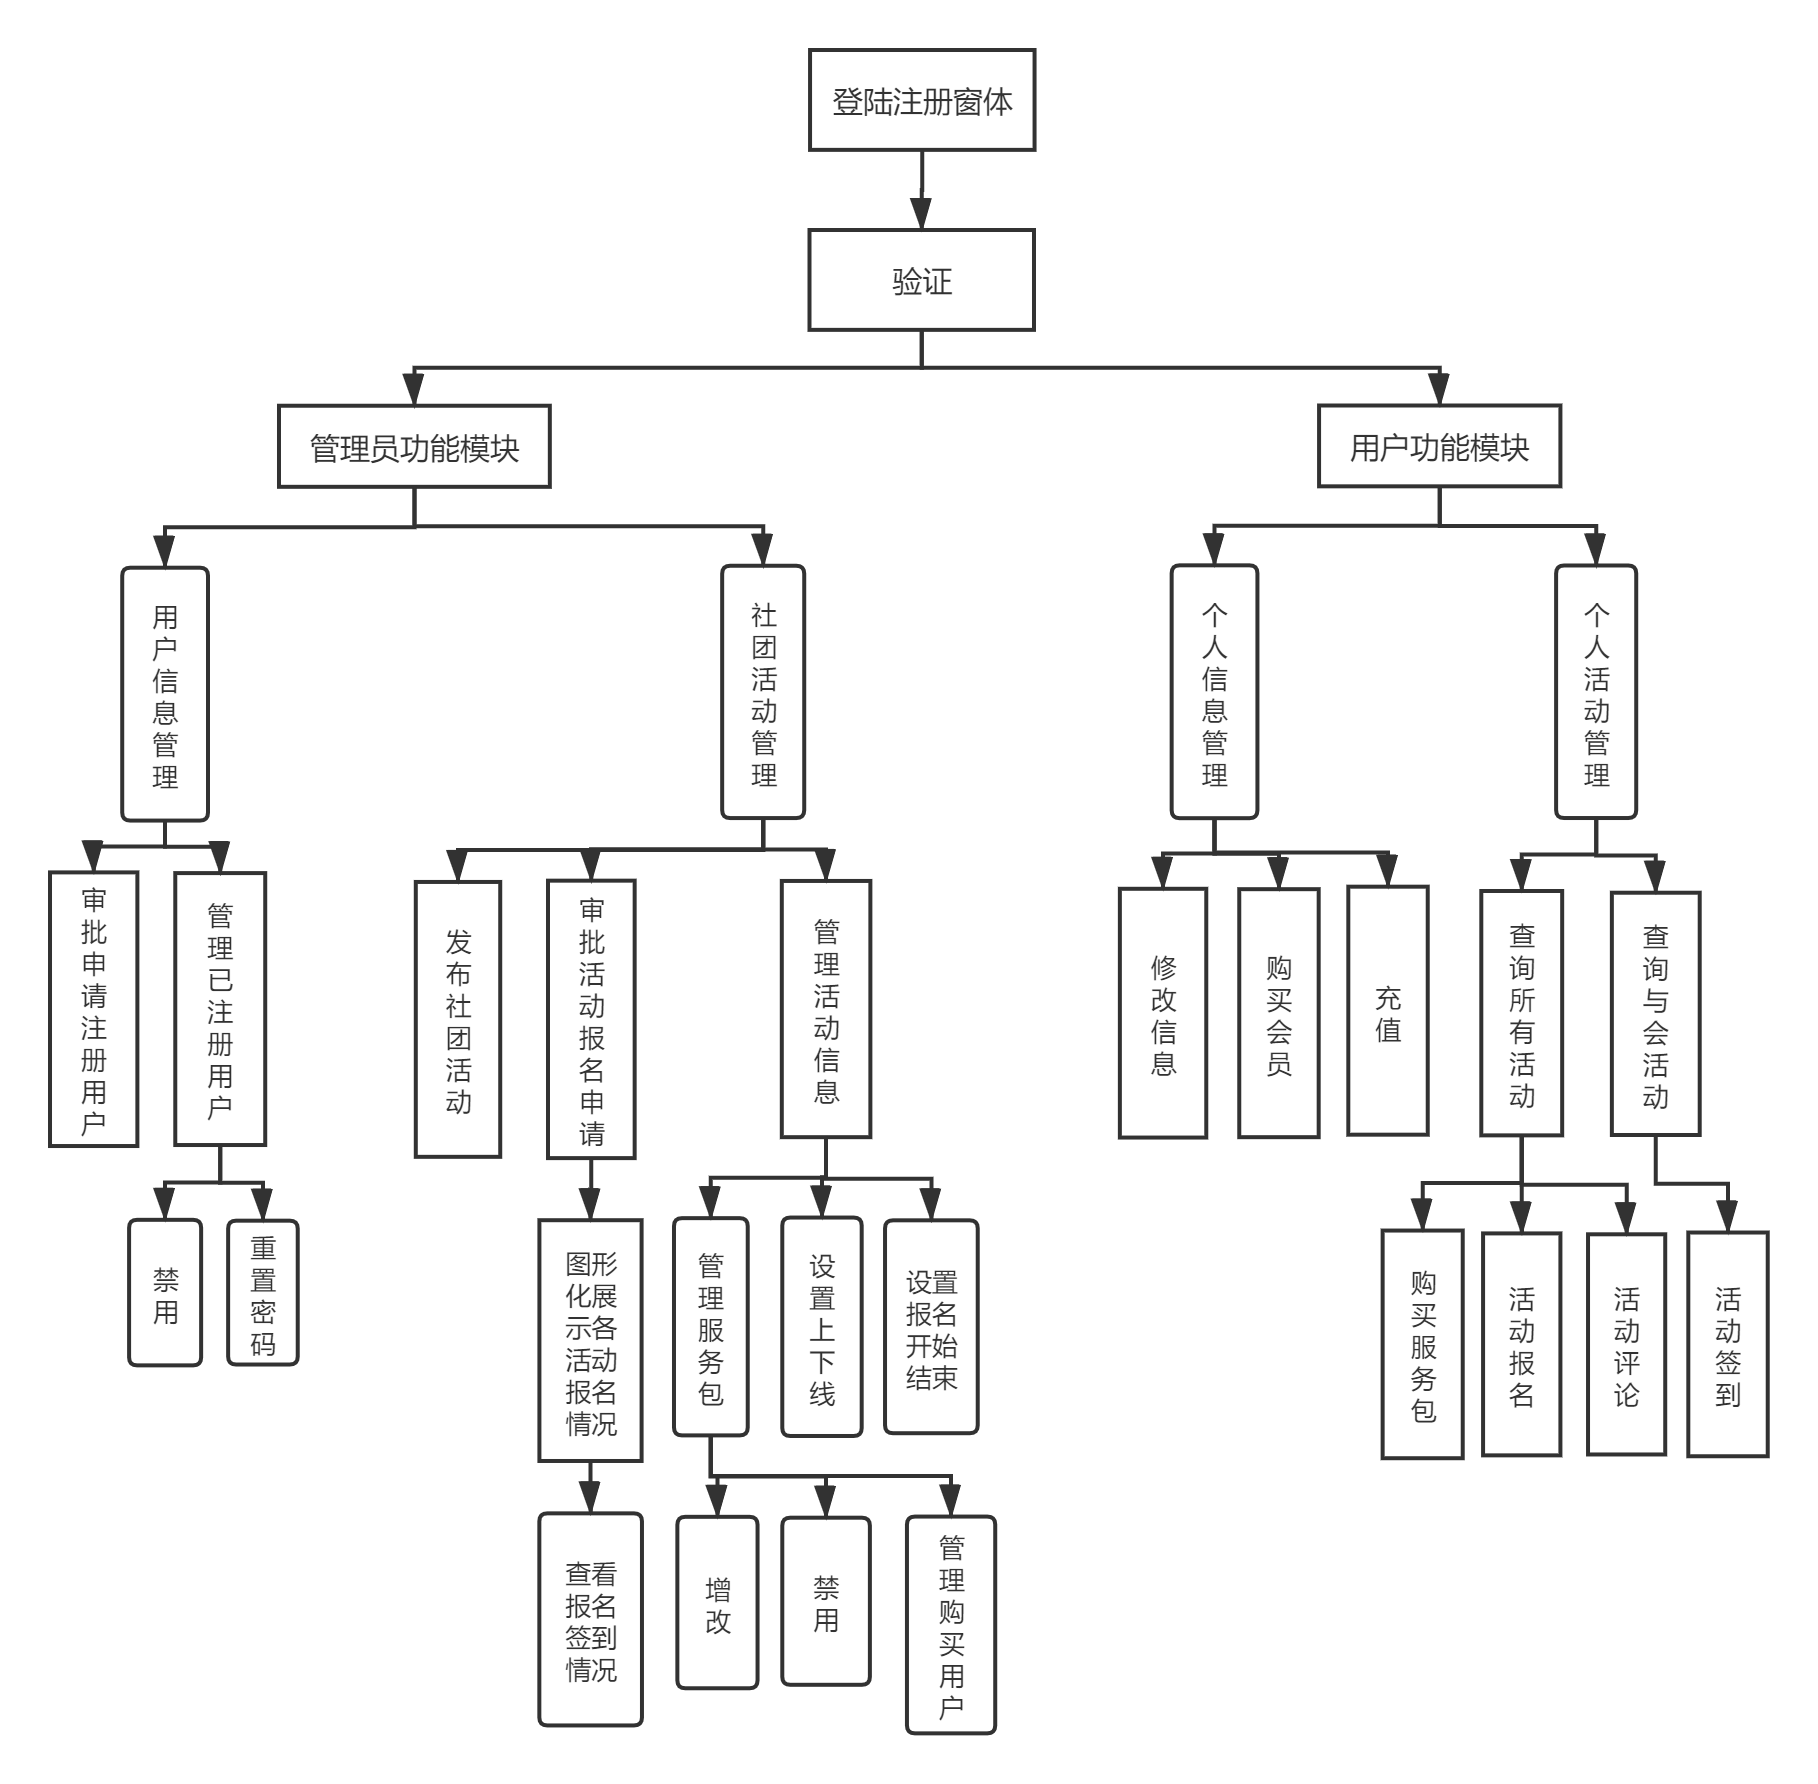 登陆注册窗体
验证
管理员功能模块
用户功能模块
用户信息管理
社团活动管理
个人信息管理
个人活动管理
审批申请注册用户
管理已注册用户
发布社团活动
审批活动报名申请
管理活动信息
修改信息
购买会员
充值
查询所有活动
查询与会活动
禁用
重置密码
图形
化展
示各
活动
报名
情况
管理服务包
设置上下线
设置
报名
开始
结束
购买服务包
活动报名
活动评论
活动签到
查看
报名
签到
情况
增改
禁用
管理购买用户